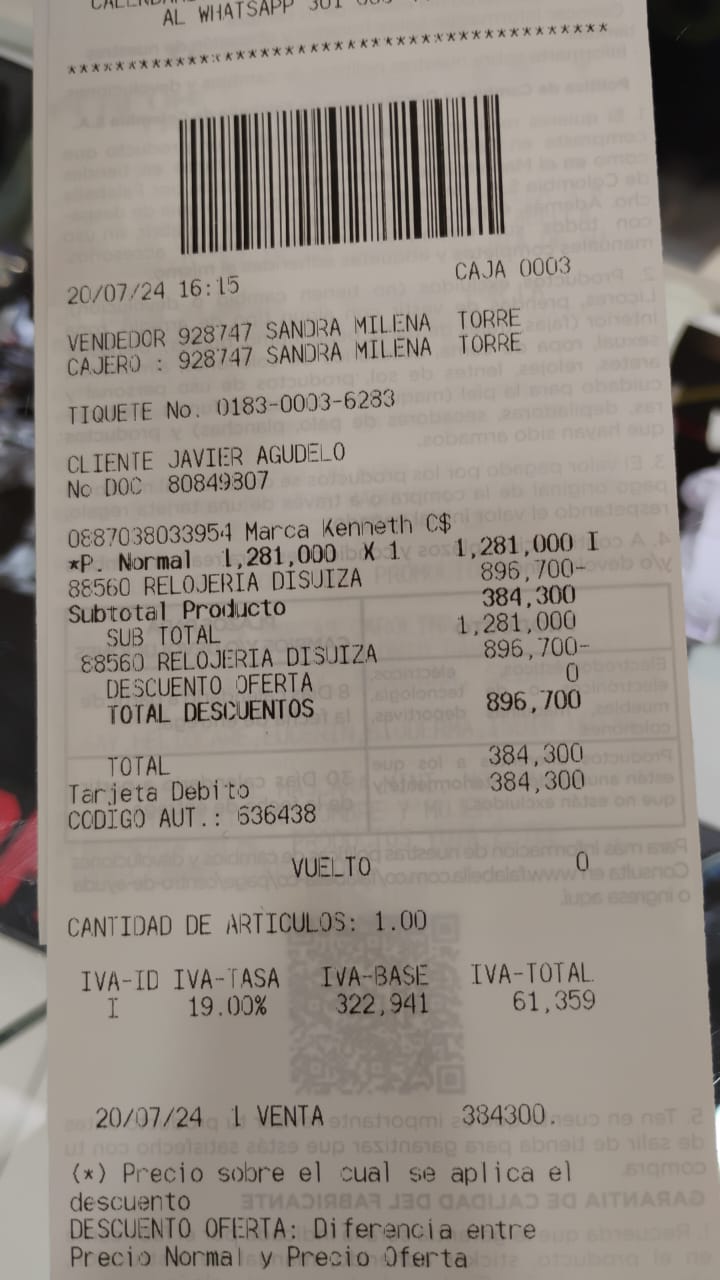 AL WHATSAPP 301
********************************************
20/07/24 16:15 CAJA 0003
VENDEDOR 928747 SANDRA MILENA TORRE
CAJERO : 928747 SANDRA MILENA TORRE
TIQUETE No. 0183-0003-6283
CLIENTE JAVIER AGUDELO
No DOC 80849307
0887038033954 Marca Kenneth C$
*P. Normal 1,281,000 X 1 1,281,000 I
88560 RELOJERIA DISUIZA 896,700-
Subtotal Producto 384,300
SUB TOTAL 1,281,000
88560 RELOJERIA DISUIZA 896,700-
DESCUENTO OFERTA 0
TOTAL DESCUENTOS 896,700
TOTAL 384,300
Tarjeta Debito 384,300
CODIGO AUT.: 636438
VUELTO 0
CANTIDAD DE ARTICULOS: 1.00
IVA-ID IVA-TASA IVA-BASE IVA-TOTAL
I 19.00% 322,941 61,359
20/07/24 1 VENTA 384300.
(*) Precio sobre el cual se aplica el
descuento
DESCUENTO OFERTA: Diferencia entre
Precio Normal y Precio Oferta